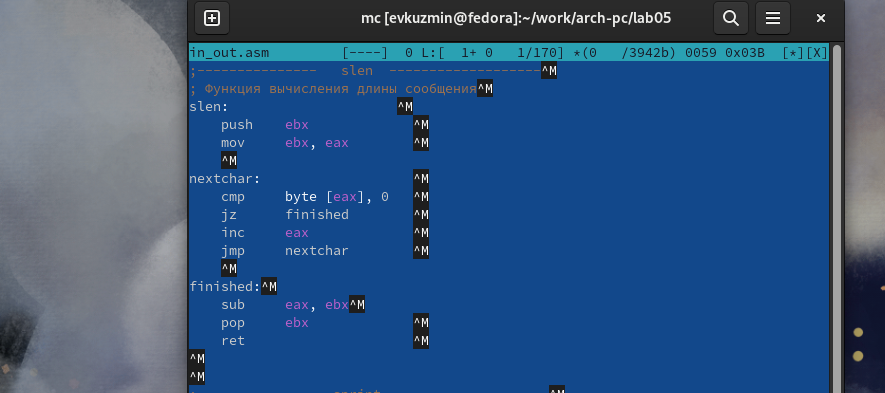 mc [evkuzmin@fedora]:~/work/arch-pc/lab05
in_out.asm [----] 0 L:[ 1+ 0 1/170] *(0 /3942b) 0059 0x03B [*][X]
;--------------- slen -------------------^M
; Функция вычисления длины сообщения^M
slen: ^M
push ebx ^M
mov ebx, eax ^M
^M
nextchar: ^M
cmp byte [eax], 0 ^M
jz finished ^M
inc eax ^M
jmp nextchar ^M
^M
finished:^M
sub eax, ebx^M
pop ebx ^M
ret ^M
^M
^M